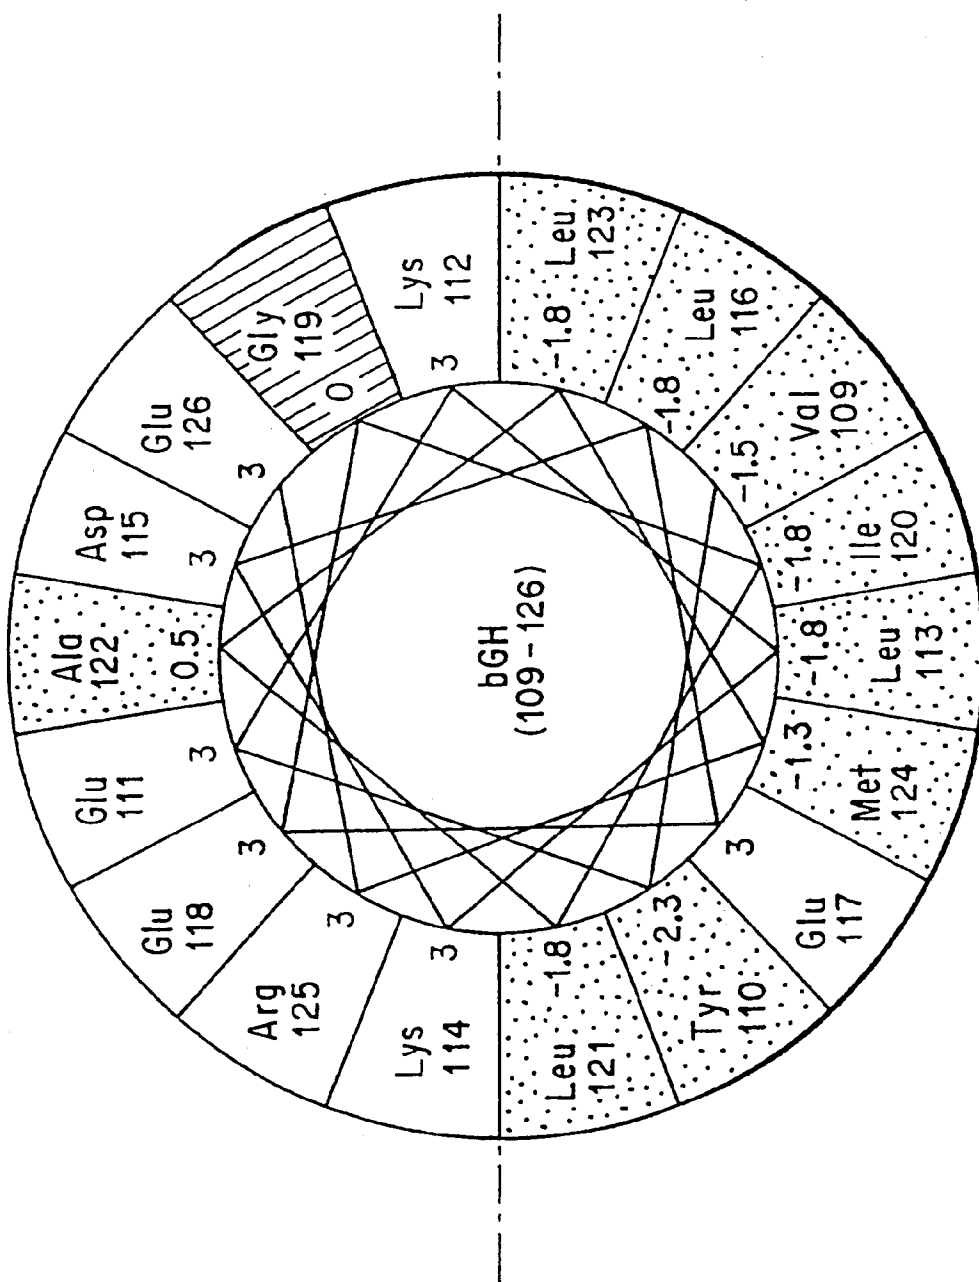 Ala
122
0.5
Asp
115
3
Glu
126
3
Gly
119
0
Lys
112
3
Leu
123
-1.8
Leu
116
-1.8
Val
109
-1.5
Ile
120
-1.8
Leu
113
-1.8
Met
124
-1.3
Glu
117
3
Tyr
110
-2.3
Leu
121
-1.8
Lys
114
3
Arg
125
3
Glu
118
3
Glu
111
3
bGH
(109-126)